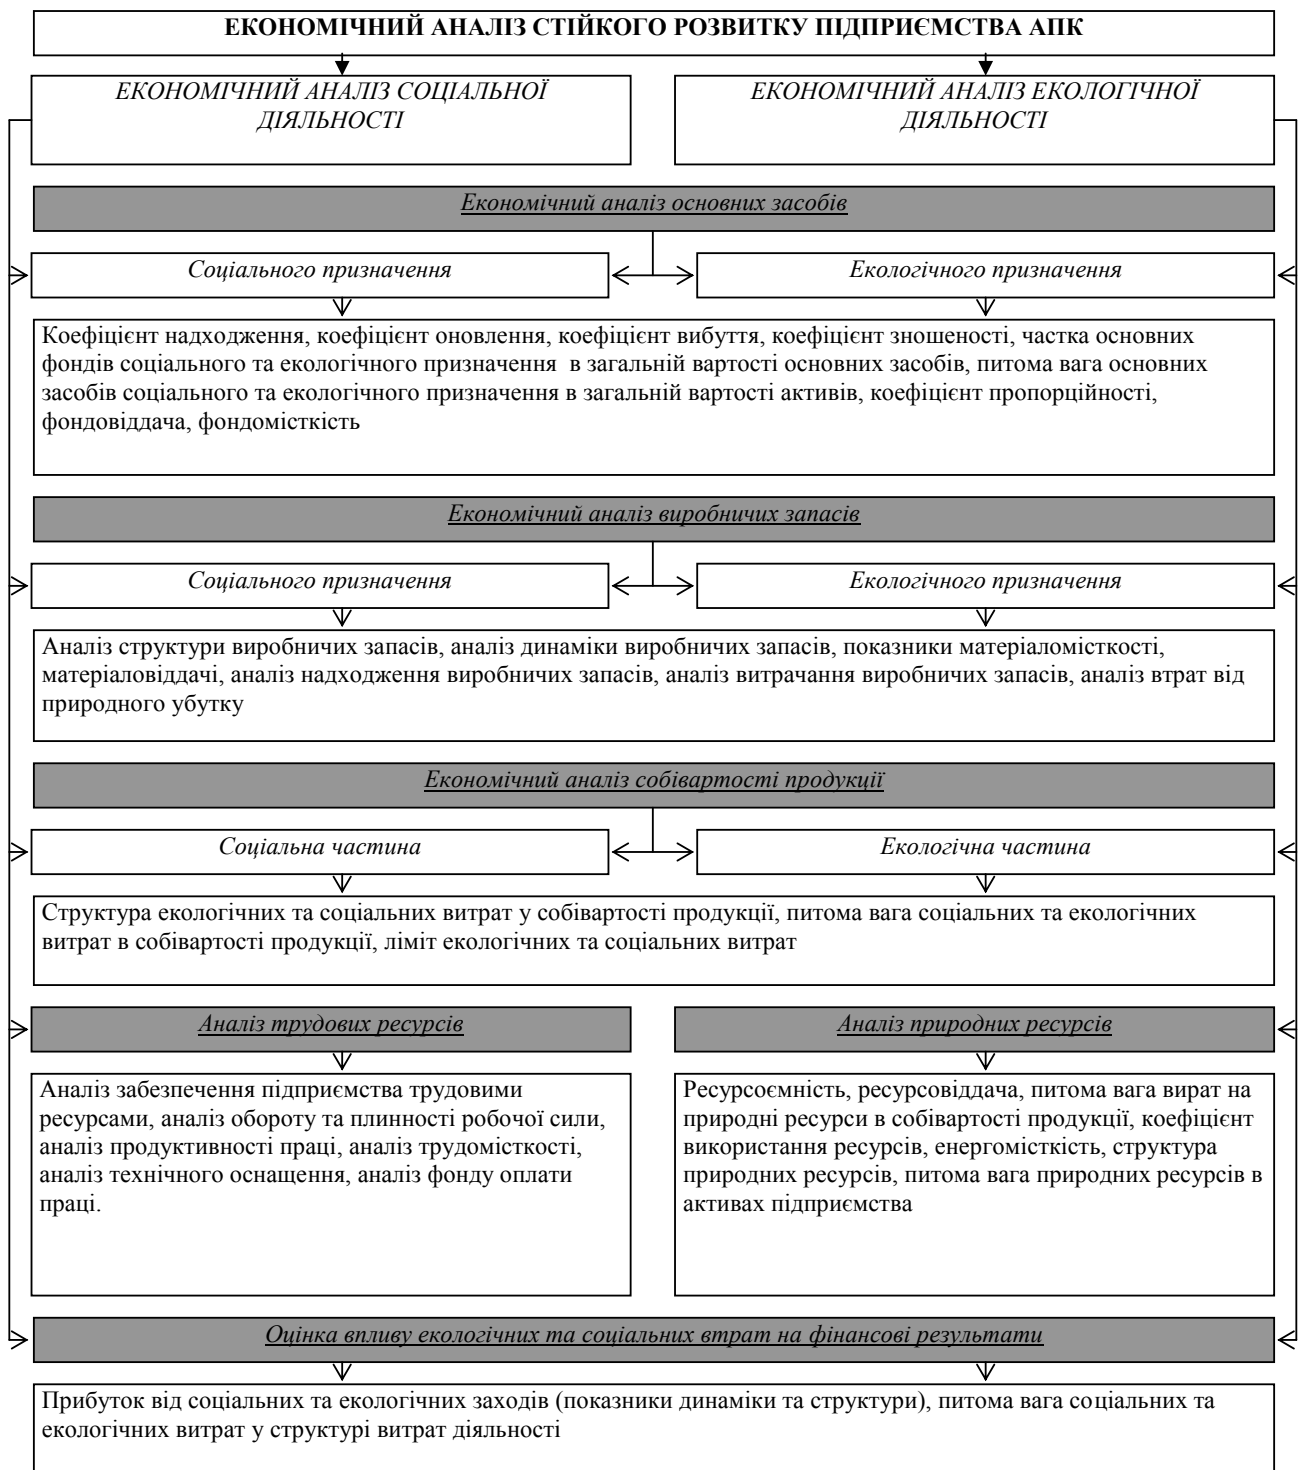 ЕКОНОМІЧНИЙ АНАЛІЗ СТІЙКОГО РОЗВИТКУ ПІДПРИЄМСТВА АПК
ЕКОНОМІЧНИЙ АНАЛІЗ СОЦІАЛЬНОЇ
ДІЯЛЬНОСТІ
ЕКОНОМІЧНИЙ АНАЛІЗ ЕКОЛОГІЧНОЇ
ДІЯЛЬНОСТІ
Економічний аналіз основних засобів
Соціального призначення
Екологічного призначення
Коефіцієнт надходження, коефіцієнт оновлення, коефіцієнт вибуття, коефіцієнт зношеності, частка основних
фондів соціального та екологічного призначення в загальній вартості основних засобів, питома вага основних
засобів соціального та екологічного призначення в загальній вартості активів, коефіцієнт пропорційності,
фондовіддача, фондомісткість
Економічний аналіз виробничих запасів
Соціального призначення
Екологічного призначення
Аналіз структури виробничих запасів, аналіз динаміки виробничих запасів, показники матеріаломісткості,
матеріаловіддачі, аналіз надходження виробничих запасів, аналіз витрачання виробничих запасів, аналіз втрат від
природного убутку
Економічний аналіз собівартості продукції
Соціальна частина
Екологічна частина
Структура екологічних та соціальних витрат у собівартості продукції, питома вага соціальних та екологічних
витрат в собівартості продукції, ліміт екологічних та соціальних витрат
Аналіз трудових ресурсів
Аналіз природних ресурсів
Аналіз забезпечення підприємства трудовими
ресурсами, аналіз обороту та плинності робочої сили,
аналіз продуктивності праці, аналіз трудомісткості,
аналіз технічного оснащення, аналіз фонду оплати
праці.
Ресурсоємність, ресурсовіддача, питома вага вират на
природні ресурси в собівартості продукції, коефіцієнт
використання ресурсів, енергомісткість, структура
природних ресурсів, питома вага природних ресурсів в
активах підприємства
Оцінка впливу екологічних та соціальних втрат на фінансові результати
Прибуток від соціальних та екологічних заходів (показники динаміки та структури), питома вага соціальних та
екологічних витрат у структурі витрат діяльності